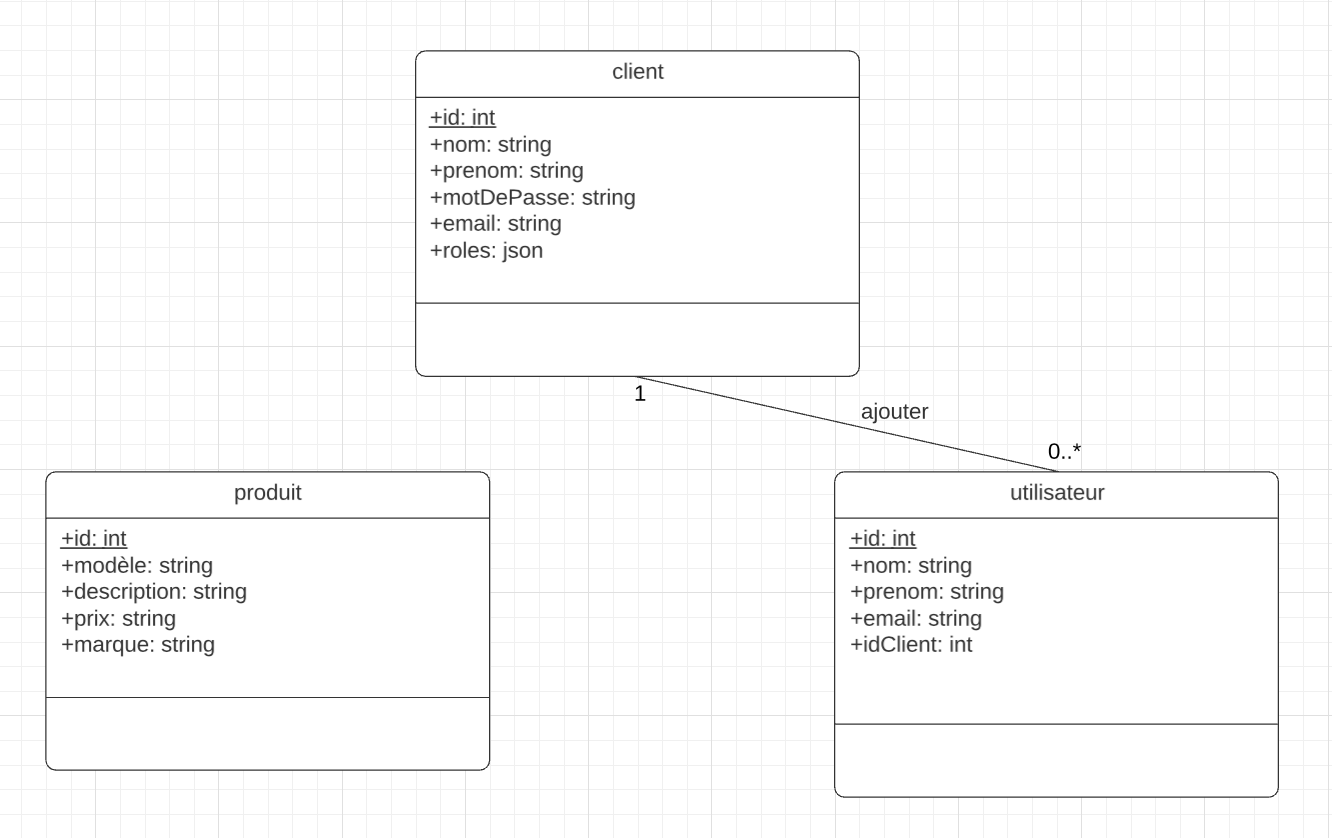 client
+id: int
+nom: string
+prenom: string
+motDePasse: string
+email: string
+roles: json
1
ajouter
0..*
produit
+id: int
+modèle: string
+description: string
+prix: string
+marque: string
utilisateur
+id: int
+nom: string
+prenom: string
+email: string
+idClient: int